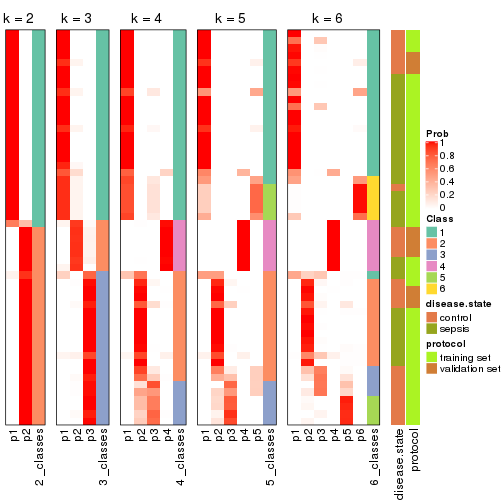 k = 2
k = 3
k = 4
k = 5
k = 6
p1
p2
2_classes
p1
p2
p3
3_classes
p1
p2
p3
p4
4_classes
p1
p2
p3
p4
p5
5_classes
p1
p2
p3
p4
p5
p6
6_classes
disease.state
protocol
Prob
1
0.8
0.6
0.4
0.2
0
Class
1
2
3
4
5
6
disease.state
control
sepsis
protocol
training set
validation set